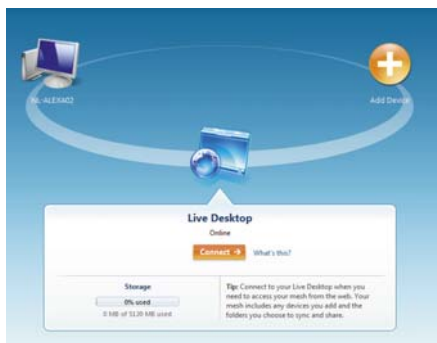 NL-ALEXA02
Add Device
Live Desktop
Online
Connect
What's this?
Storage
0% used
0 MB of 5120 MB used
Tip: Connect to your Live Desktop when you
need to access your mesh from the web. Your
mesh includes any devices you add and the
folders you choose to sync and share.